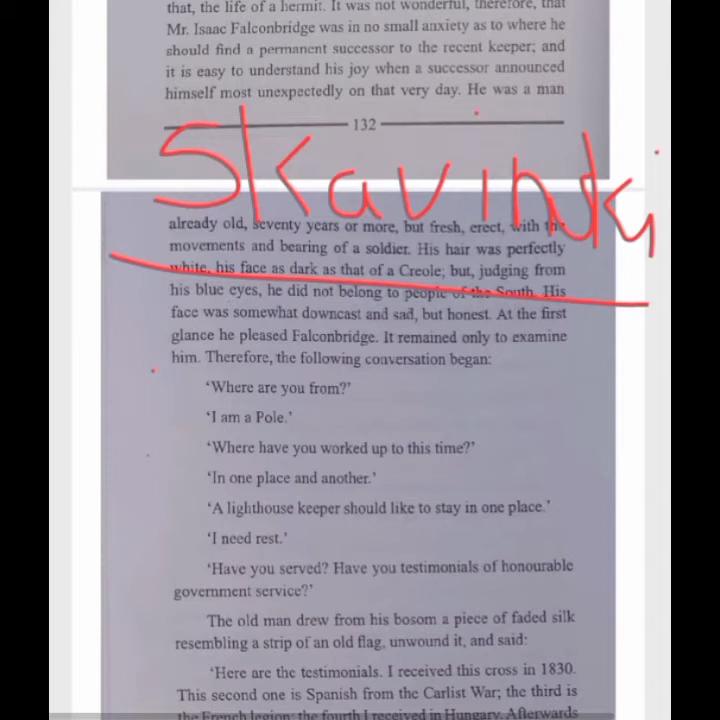 that, the life of a hermit. It was not wonderful, therefore, that
Mr. Isaac Falconbridge was in no small anxiety as to where he
should find a permanent successor to the recent keeper; and
it is easy to understand his joy when a successor announced
himself most unexpectedly on that very day. He was a man
132
Skavinski
already old, seventy years or more, but fresh, erect, with the
movements and bearing of a soldier. His hair was perfectly
white, his face as dark as that of a Creole; but, judging from
his blue eyes, he did not belong to people of the South. His
face was somewhat downcast and sad, but honest. At the first
glance he pleased Falconbridge. It remained only to examine
him. Therefore, the following conversation began:
‘Where are you from?’
‘I am a Pole.’
‘Where have you worked up to this time?’
‘In one place and another.’
‘A lighthouse keeper should like to stay in one place.’
‘I need rest.’
‘Have you served? Have you testimonials of honourable
government service?’
The old man drew from his bosom a piece of faded silk
resembling a strip of an old flag, unwound it, and said:
‘Here are the testimonials. I received this cross in 1830.
This second one is Spanish from the Carlist War; the third is
the French legion; the fourth I received in Hungary. Afterwards